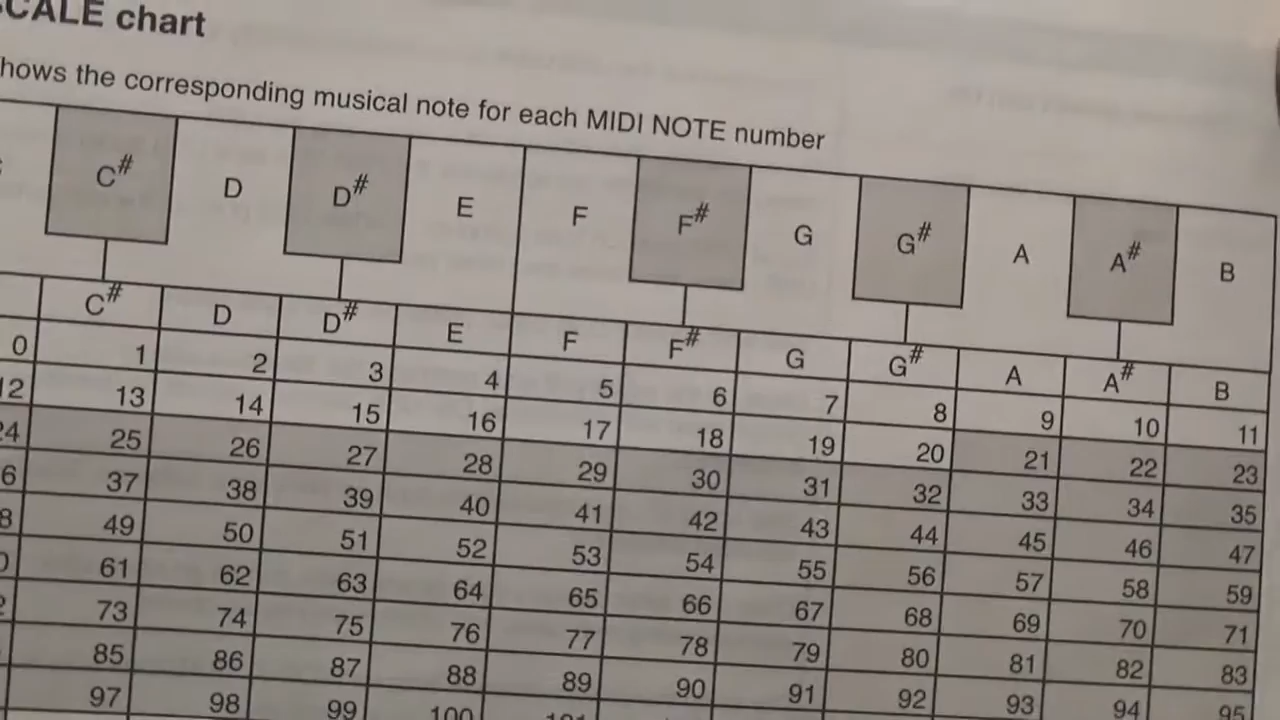 SCALE chart
hows the corresponding musical note for each MIDI NOTE number
C# D D# E F F# G G# A A# B
C# D D# E F F# G G# A A# B
0 1 2 3 4 5 6 7 8 9 10 11
12 13 14 15 16 17 18 19 20 21 22 23
24 25 26 27 28 29 30 31 32 33 34 35
6 37 38 39 40 41 42 43 44 45 46 47
8 49 50 51 52 53 54 55 56 57 58 59
0 61 62 63 64 65 66 67 68 69 70 71
2 73 74 75 76 77 78 79 80 81 82 83
85 86 87 88 89 90 91 92 93 94 95
97 98 99 100 101